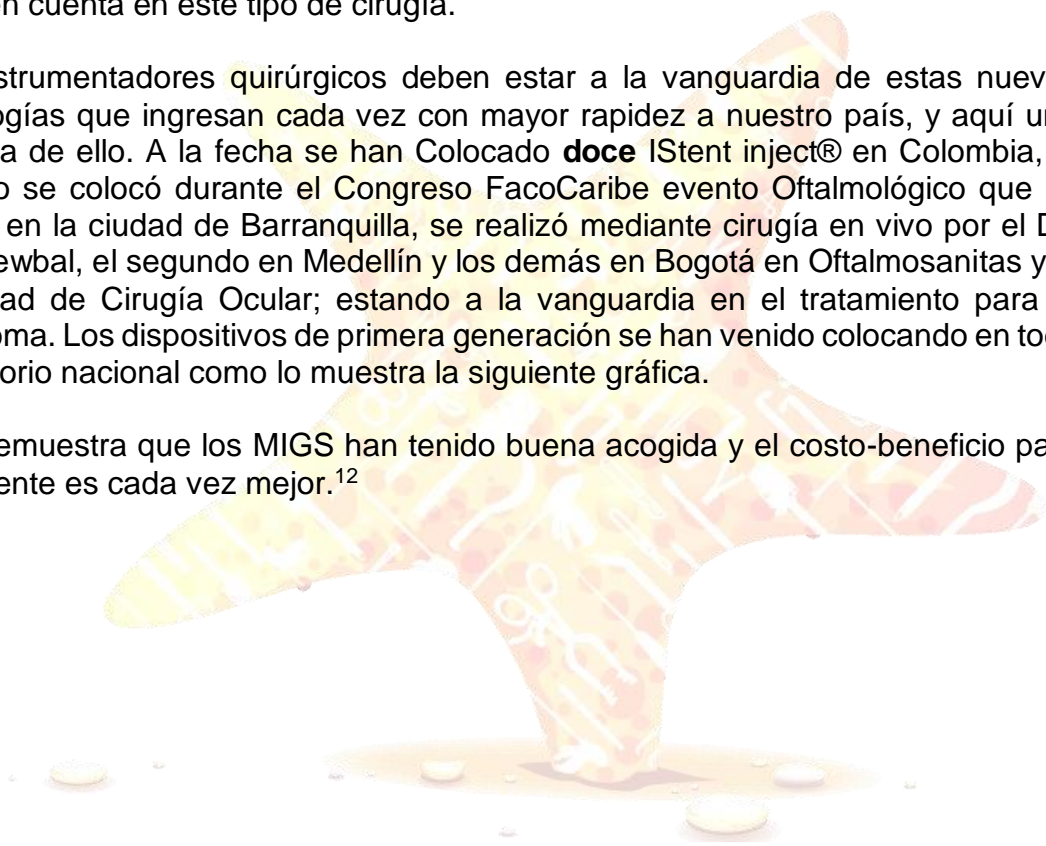 en cuenta en este tipo de cirugía.
strumentadores quirúrgicos deben estar a la vanguardia de estas nuev
ogías que ingresan cada vez con mayor rapidez a nuestro país, y aquí u
a de ello. A la fecha se han Colocado doce IStent inject® en Colombia,
o se colocó durante el Congreso FacoCaribe evento Oftalmológico que
en la ciudad de Barranquilla, se realizó mediante cirugía en vivo por el D
ewbal, el segundo en Medellín y los demás en Bogotá en Oftalmosanitas y
ad de Cirugía Ocular; estando a la vanguardia en el tratamiento para
oma. Los dispositivos de primera generación se han venido colocando en to
orio nacional como lo muestra la siguiente gráfica.
emuestra que los MIGS han tenido buena acogida y el costo-beneficio pa
ente es cada vez mejor.12